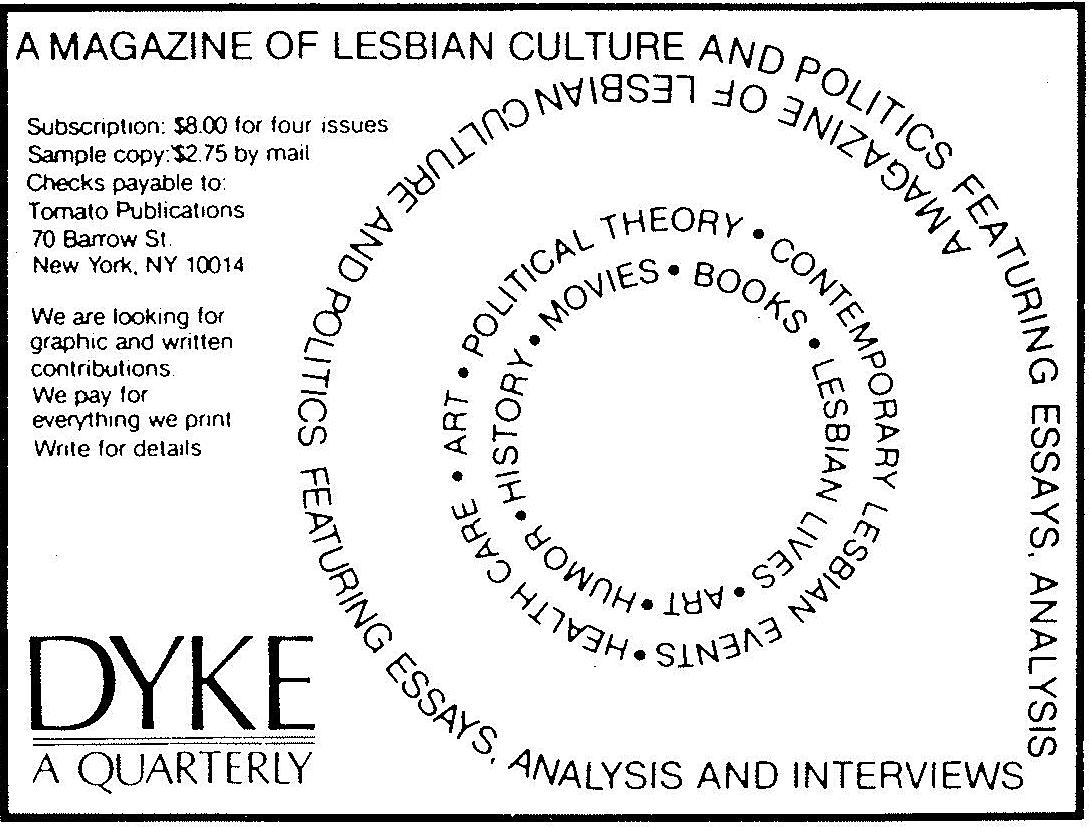 A MAGAZINE OF LESBIAN CULTURE AND POLITICS FEATURING ESSAYS, ANALYSIS
A MAGAZINE OF LESBIAN CULTURE AND POLITICS FEATURING ESSAYS, ANALYSIS AND INTERVIEWS
POLITICAL THEORY • CONTEMPORARY LESBIAN EVENTS • HEALTH CARE • ART •
MOVIES • BOOKS • LESBIAN LIVES • ART • HUMOR • HISTORY •
Subscription: $8.00 for four issues
Sample copy: $2.75 by mail
Checks payable to:
Tomato Publications
70 Barrow St.
New York, NY 10014
We are looking for
graphic and written
contributions.
We pay for
everything we print
Write for details
DYKE
A QUARTERLY